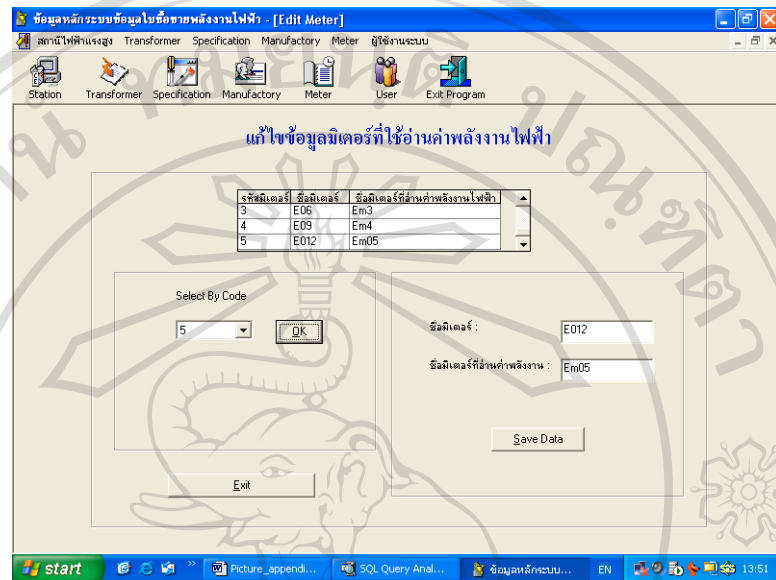 ข้อมูลหลักระบบข้อมูลใบซื้อขายพลังงานไฟฟ้า - [Edit Meter]
สถานีไฟฟ้าแรงสูง Transformer Specification Manufactory Meter ผู้ใช้งานระบบ
Station Transformer Specification Manufactory Meter User Exit Program
แก้ไขข้อมูลมิเตอร์ที่ใช้อ่านค่าพลังงานไฟฟ้า
รหัสมิเตอร์ ชื่อมิเตอร์ ชื่อมิเตอร์ที่อ่านค่าพลังงานไฟฟ้า
3 E06 Em3
4 E09 Em4
5 E012 Em05
Select By Code
5 OK
ชื่อมิเตอร์ : E012
ชื่อมิเตอร์ที่อ่านค่าพลังงาน : Em05
Save Data
Exit
start Picture_appendi... SQL Query Anal... ข้อมูลหลักระบบ... EN 13:51